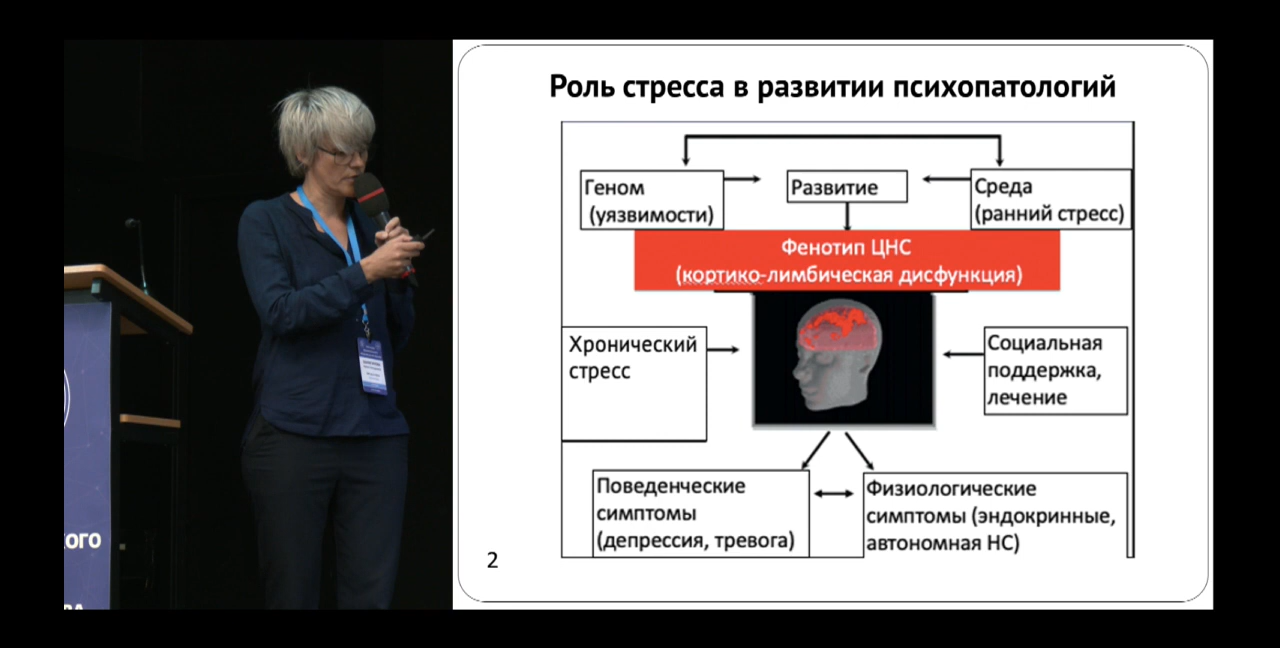 Роль стресса в развитии психопатологий
Геном
(уязвимости)
Развитие
Среда
(ранний стресс)
Фенотип ЦНС
(кортико-лимбическая дисфункция)
Хронический
стресс
Социальная
поддержка,
лечение
Поведенческие
симптомы
(депрессия, тревога)
Физиологические
симптомы (эндокринные,
автономная НС)
2
ого